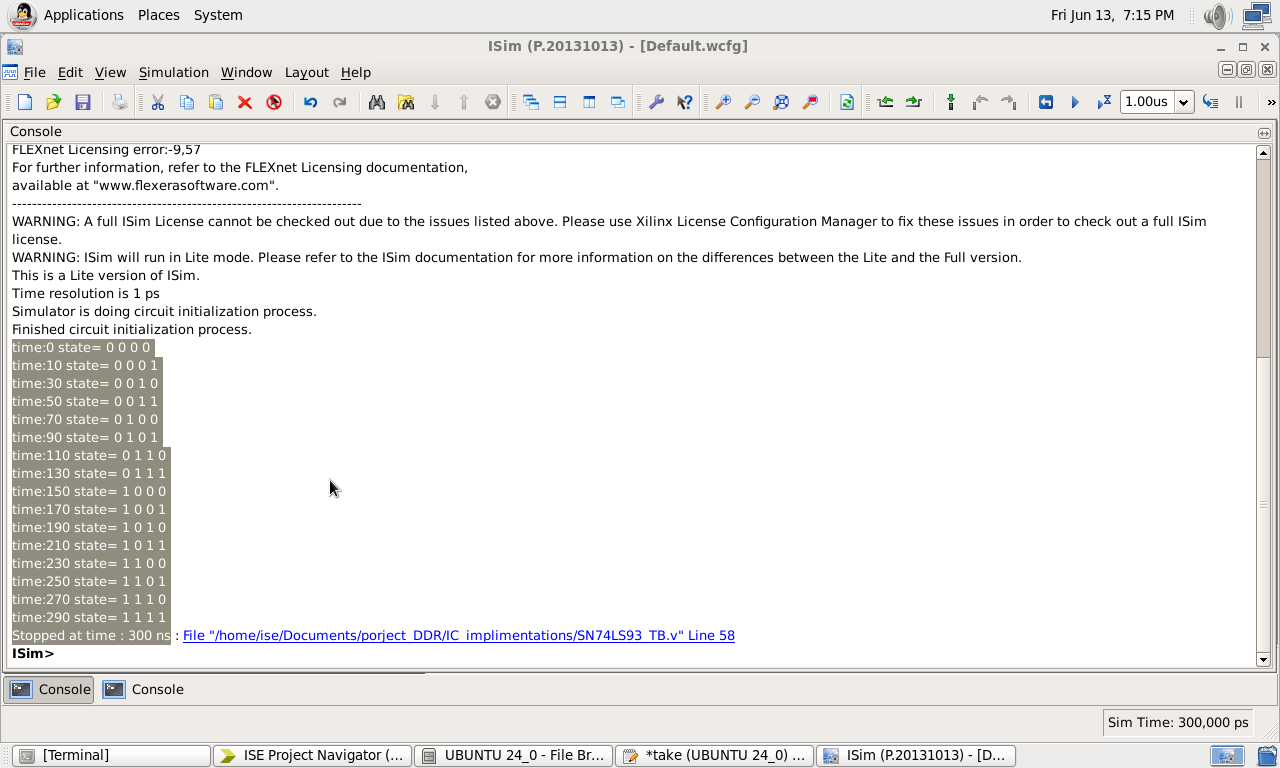 Applications Places System Fri Jun 13, 7:15 PM
ISim (P.20131013) - [Default.wcfg]
File Edit View Simulation Window Layout Help
1.00us »
Console
FLEXnet Licensing error:-9,57
For further information, refer to the FLEXnet Licensing documentation,
available at "www.flexerasoftware.com".
----------------------------------------------------------------------
WARNING: A full ISim License cannot be checked out due to the issues listed above. Please use Xilinx License Configuration Manager to fix these issues in order to check out a full ISim
license.
WARNING: ISim will run in Lite mode. Please refer to the ISim documentation for more information on the differences between the Lite and the Full version.
This is a Lite version of ISim.
Time resolution is 1 ps
Simulator is doing circuit initialization process.
Finished circuit initialization process.
time:0 state= 0 0 0 0
time:10 state= 0 0 0 1
time:30 state= 0 0 1 0
time:50 state= 0 0 1 1
time:70 state= 0 1 0 0
time:90 state= 0 1 0 1
time:110 state= 0 1 1 0
time:130 state= 0 1 1 1
time:150 state= 1 0 0 0
time:170 state= 1 0 0 1
time:190 state= 1 0 1 0
time:210 state= 1 0 1 1
time:230 state= 1 1 0 0
time:250 state= 1 1 0 1
time:270 state= 1 1 1 0
time:290 state= 1 1 1 1
Stopped at time : 300 ns : File "/home/ise/Documents/porject_DDR/IC_implimentations/SN74LS93_TB.v" Line 58
ISim>
Console Console
Sim Time: 300,000 ps
[Terminal] ISE Project Navigator (... UBUNTU 24_0 - File Br... *take (UBUNTU 24_0) ... ISim (P.20131013) - [D...